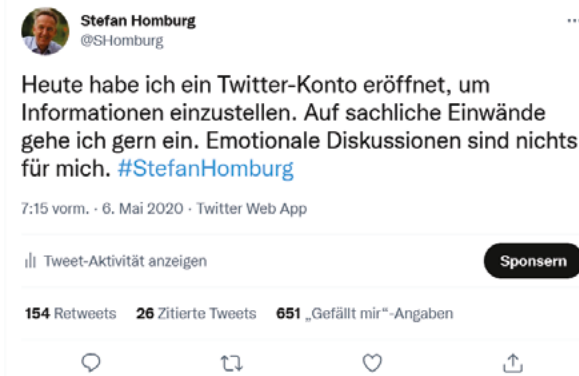 Stefan Homburg
@SHomburg
Heute habe ich ein Twitter-Konto eröffnet, um
Informationen einzustellen. Auf sachliche Einwände
gehe ich gern ein. Emotionale Diskussionen sind nichts
für mich. #StefanHomburg
7:15 vorm. · 6. Mai 2020 · Twitter Web App
Tweet-Aktivität anzeigen Sponsern
154 Retweets 26 Zitierte Tweets 651 „Gefällt mir“-Angaben